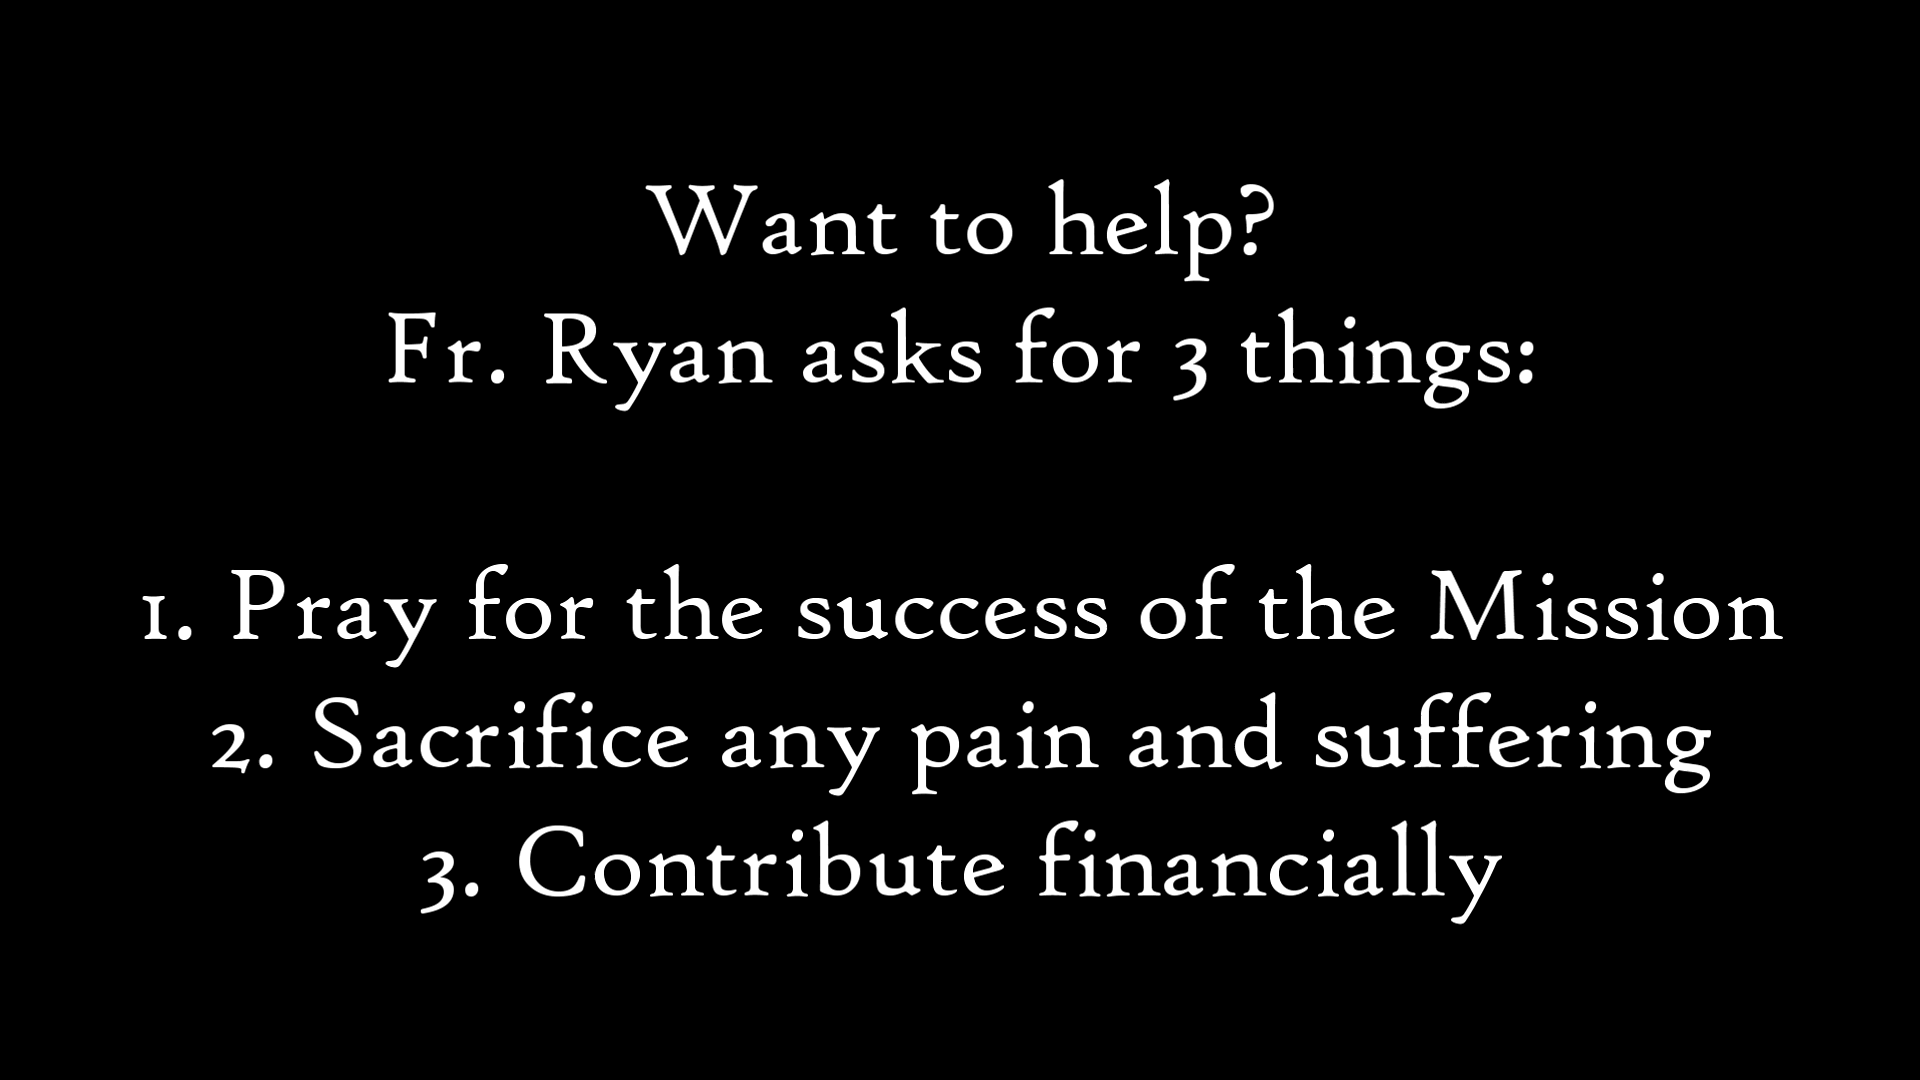 Want to help?
Fr. Ryan asks for 3 things:
1. Pray for the success of the Mission
2. Sacrifice any pain and suffering
3. Contribute financially